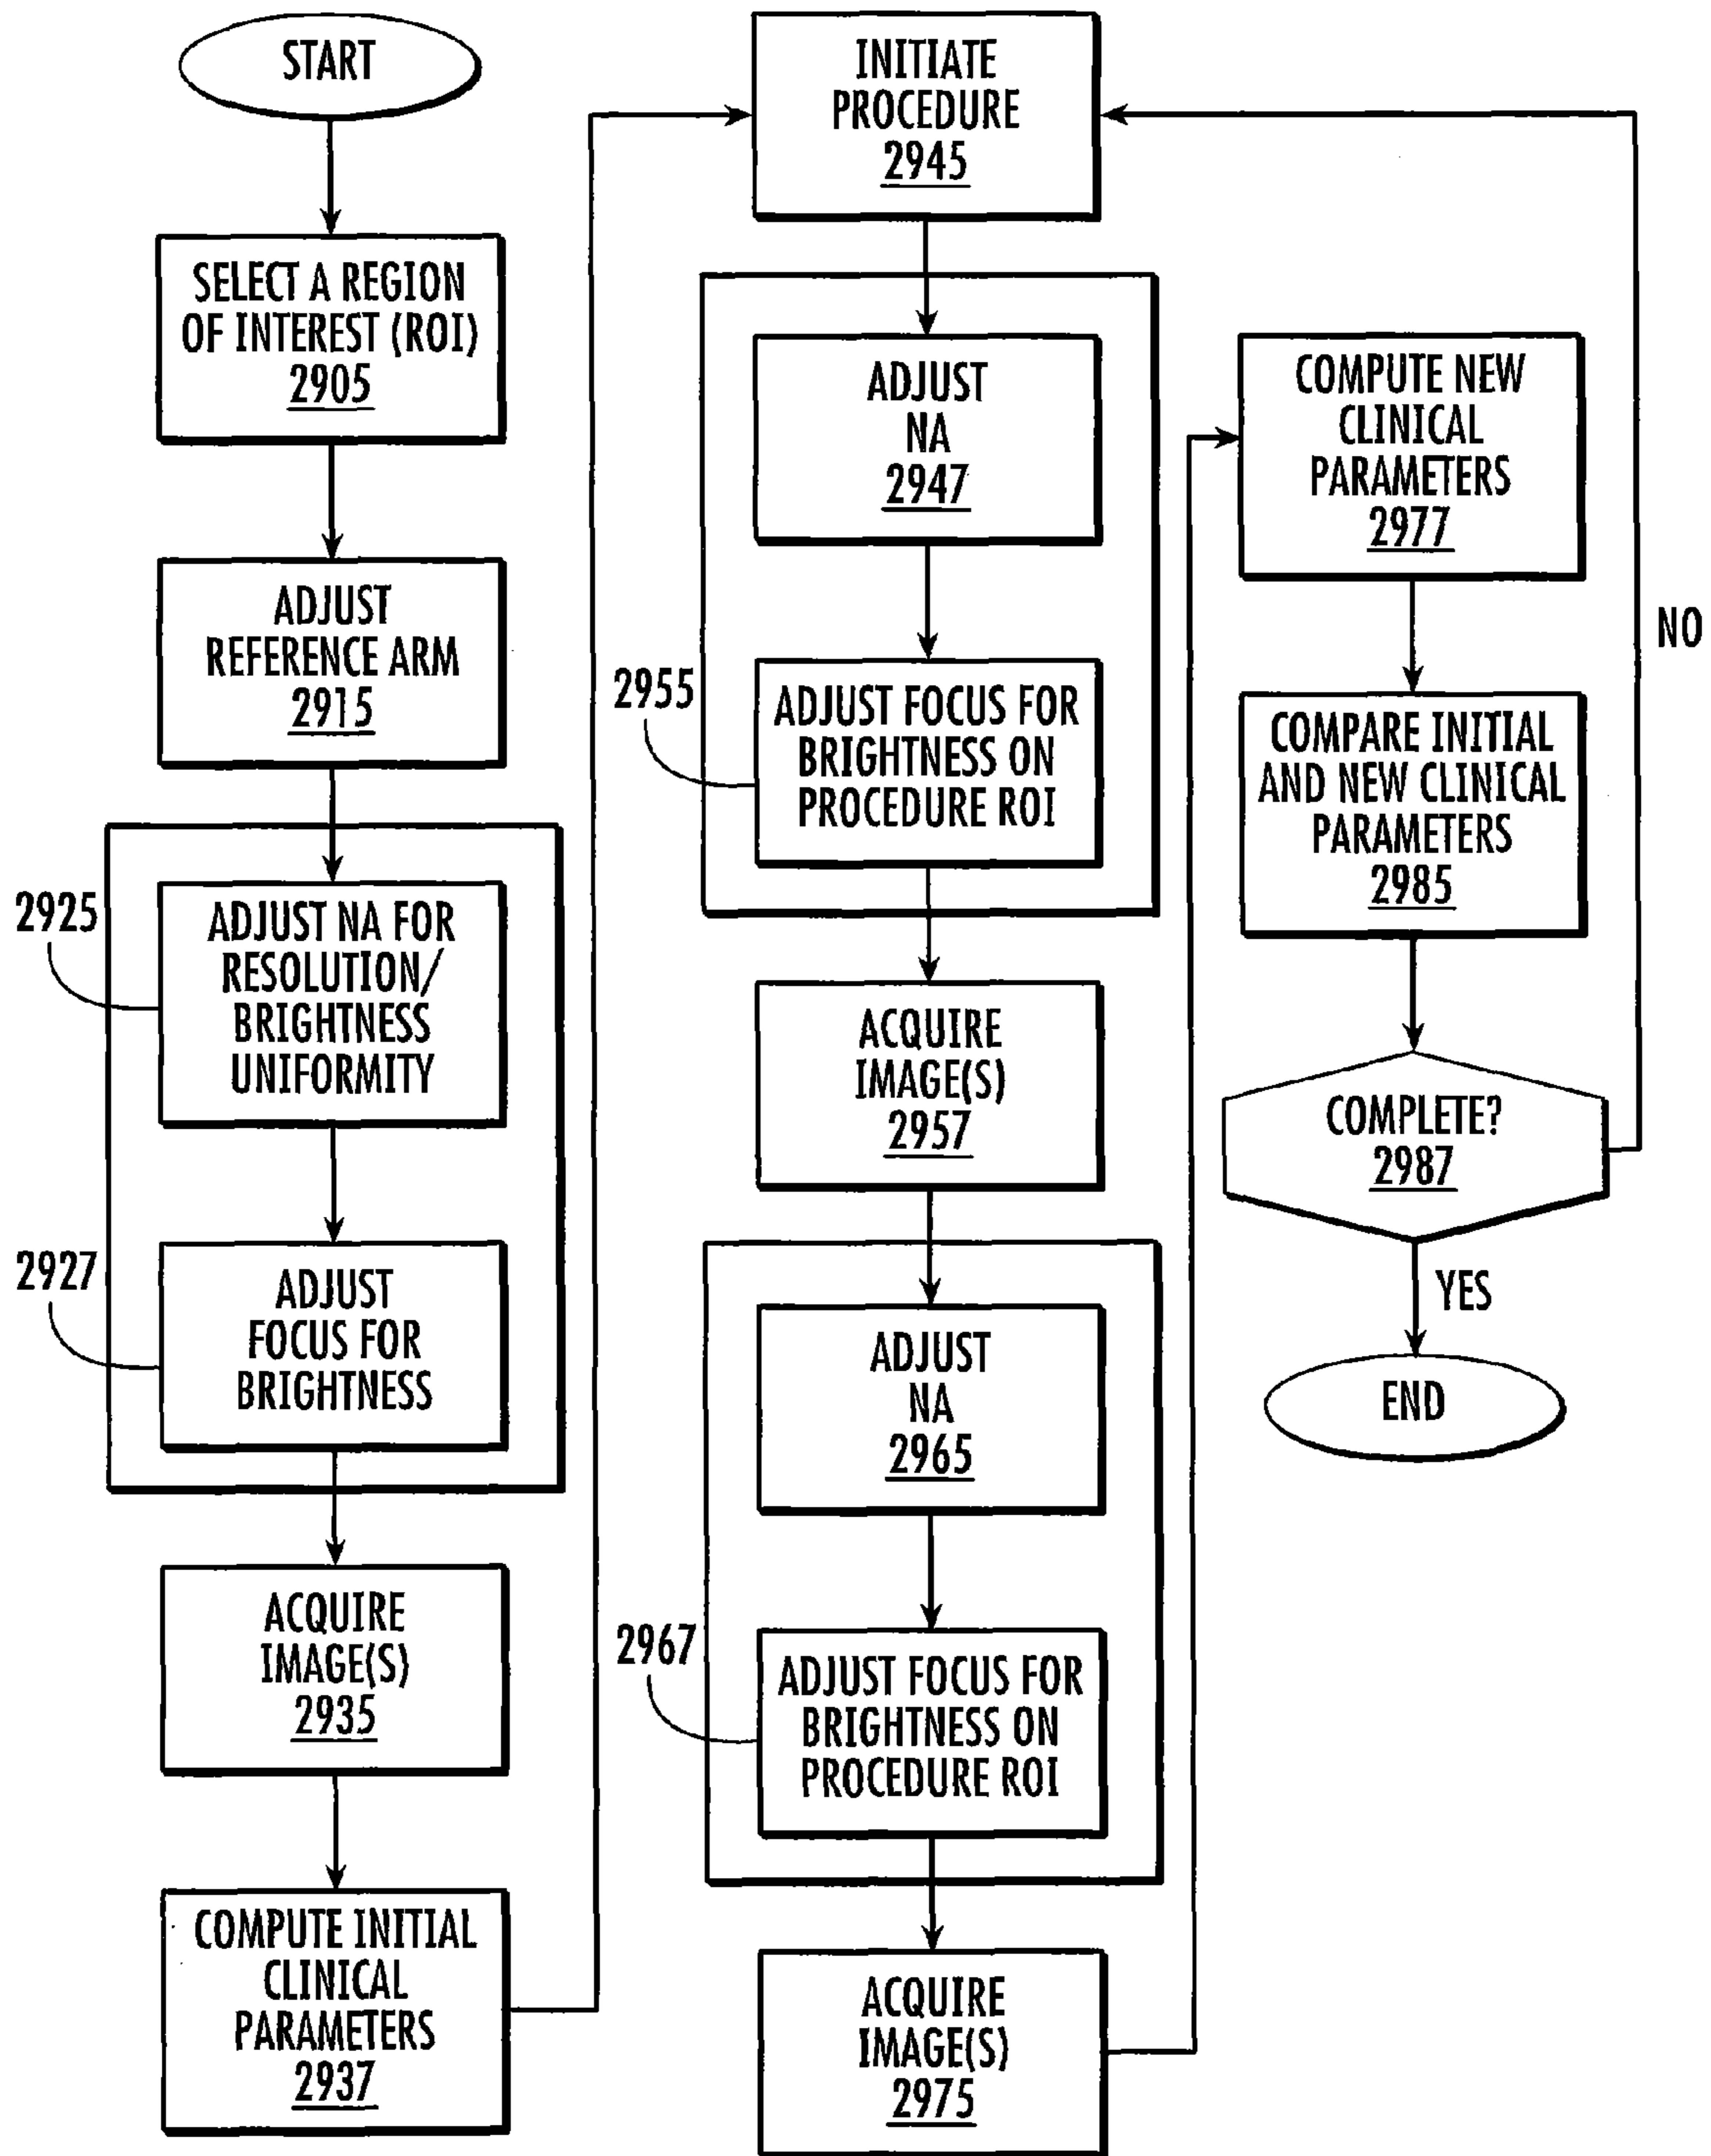 START
SELECT A REGION
OF INTEREST (ROI)
2905
ADJUST
REFERENCE ARM
2915
2925
ADJUST NA FOR
RESOLUTION/
BRIGHTNESS
UNIFORMITY
2927
ADJUST
FOCUS FOR
BRIGHTNESS
ACQUIRE
IMAGE(S)
2935
COMPUTE INITIAL
CLINICAL
PARAMETERS
2937
INITIATE
PROCEDURE
2945
ADJUST
NA
2947
2955
ADJUST FOCUS FOR
BRIGHTNESS ON
PROCEDURE ROI
ACQUIRE
IMAGE(S)
2957
ADJUST
NA
2965
2967
ADJUST FOCUS FOR
BRIGHTNESS ON
PROCEDURE ROI
ACQUIRE
IMAGE(S)
2975
COMPUTE NEW
CLINICAL
PARAMETERS
2977
COMPARE INITIAL
AND NEW CLINICAL
PARAMETERS
2985
COMPLETE?
2987
NO
YES
END